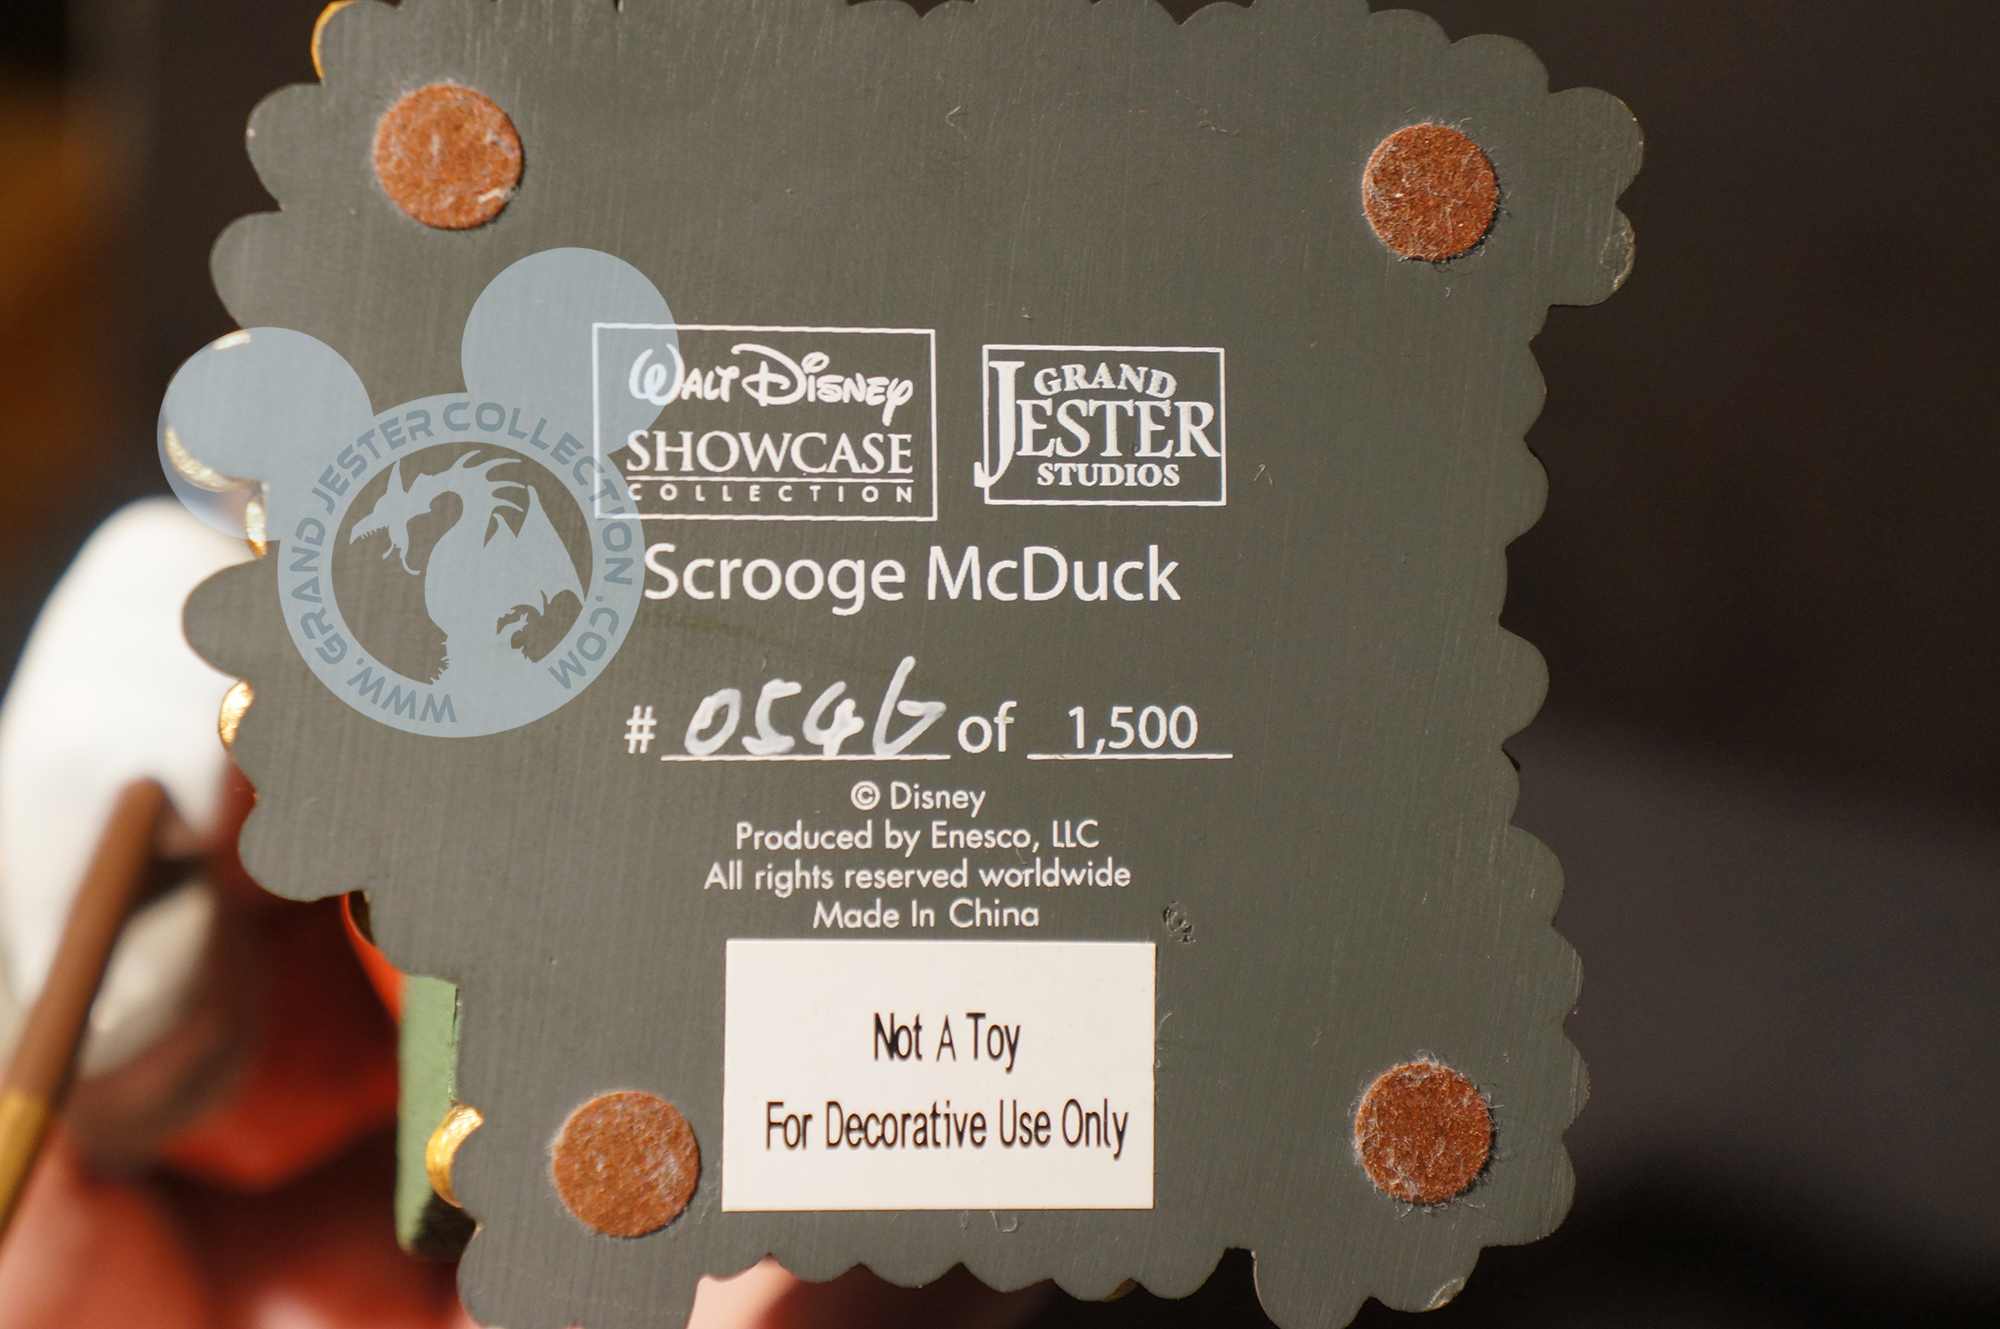 WALT DISNEY
SHOWCASE
COLLECTION
GRAND
JESTER
STUDIOS
Scrooge McDuck
# 0546 of 1,500
© Disney
Produced by Enesco, LLC
All rights reserved worldwide
Made In China
Not A Toy
For Decorative Use Only
WWW.GRAND JESTER COLLECTION.COM